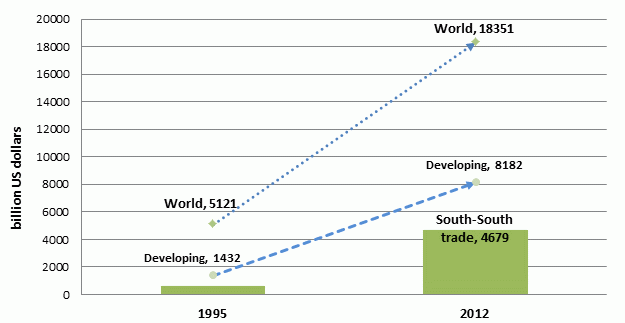 20000
18000
16000
14000
12000
10000
8000
6000
4000
2000
0
billion US dollars
World, 18351
Developing, 8182
World, 5121
South-South
trade, 4679
Developing, 1432
1995
2012